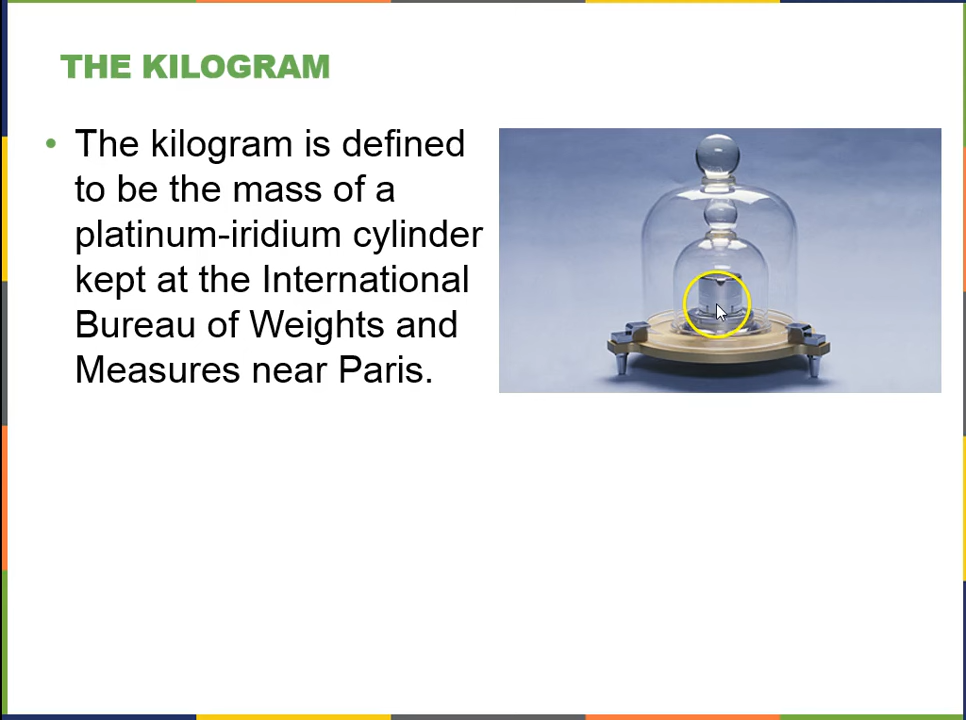 THE KILOGRAM
• The kilogram is defined
to be the mass of a
platinum-iridium cylinder
kept at the International
Bureau of Weights and
Measures near Paris.